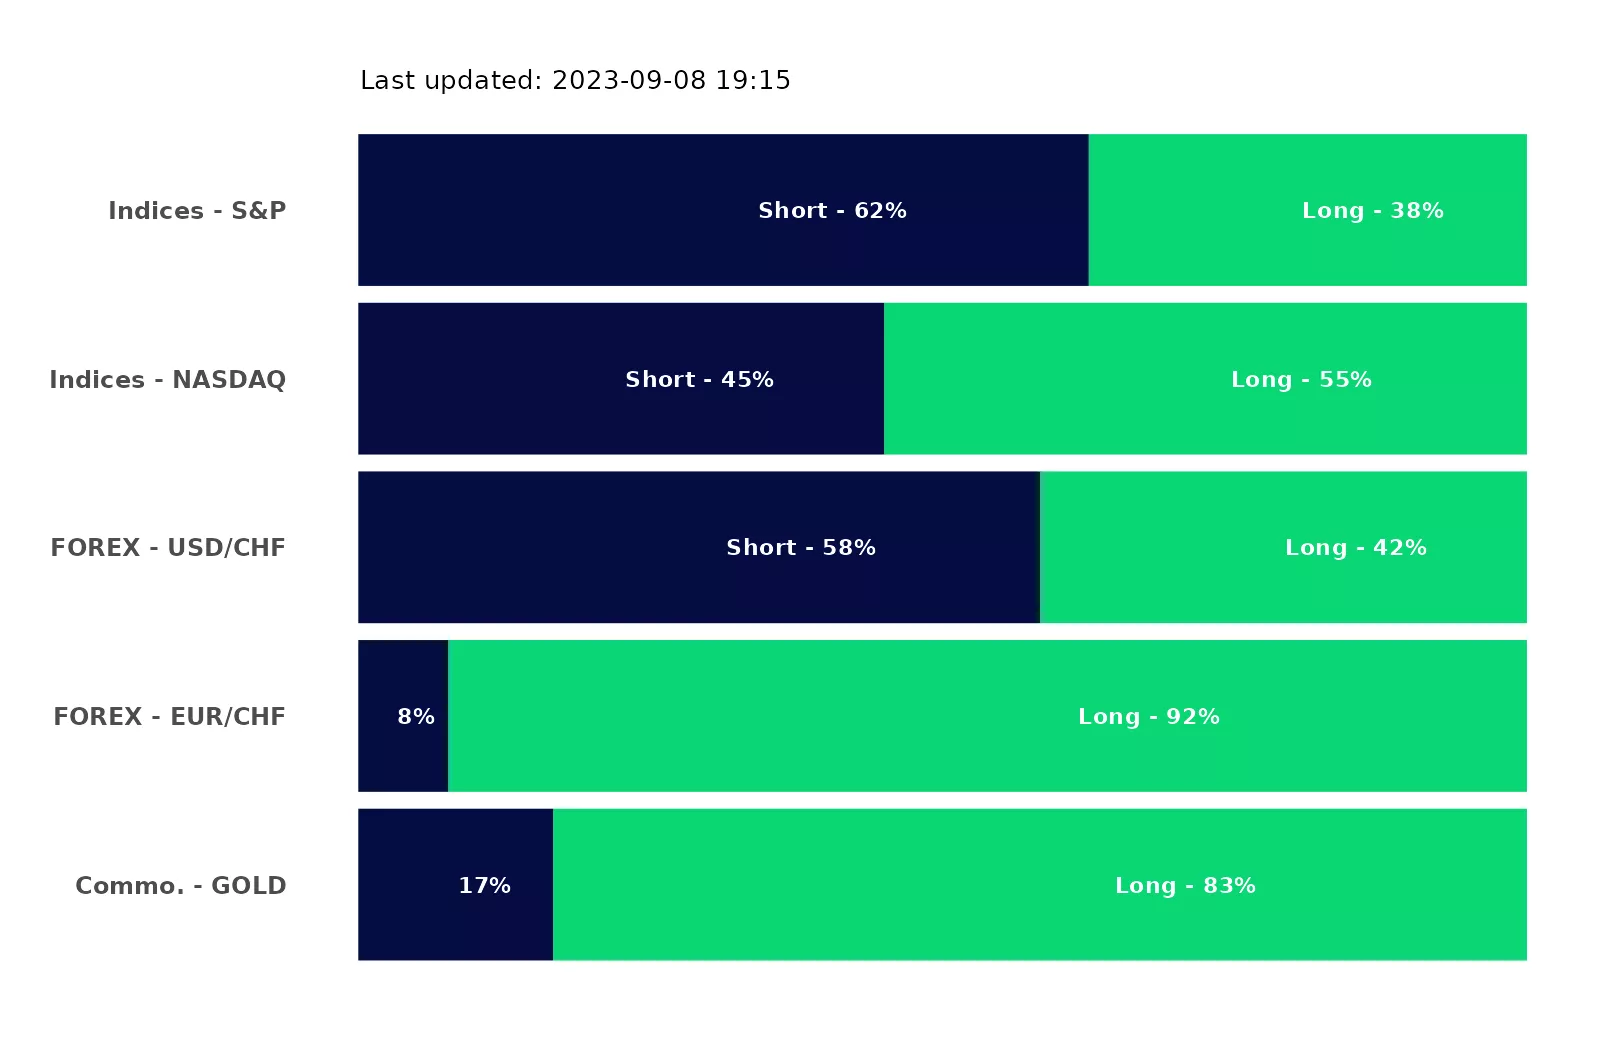 Last updated: 2023-09-08 19:15
Indices - S&P
Short - 62%
Long - 38%
Indices - NASDAQ
Short - 45%
Long - 55%
FOREX - USD/CHF
Short - 58%
Long - 42%
FOREX - EUR/CHF
8%
Long - 92%
Commo. - GOLD
17%
Long - 83%